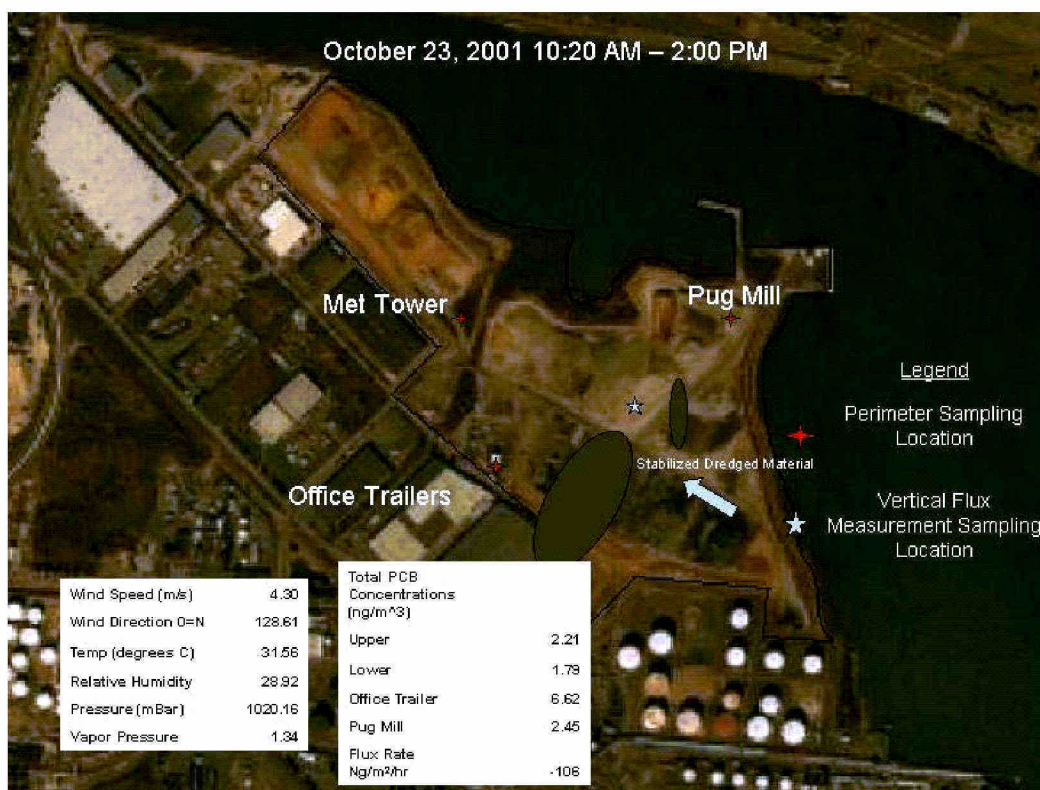 October 23, 2001 10:20 AM – 2:00 PM
Met Tower
Pug Mill
Legend
Perimeter Sampling
Location
Stabilized Dredged Material
Office Trailers
Vertical Flux
Measurement Sampling
Location
Wind Speed (m/s) 4.30
Wind Direction 0=N 128.61
Temp (degrees C) 31.56
Relative Humidity 28.92
Pressure (mBar) 1020.16
Vapor Pressure 1.34
Total PCB
Concentrations
(ng/m^3)
Upper 2.21
Lower 1.79
Office Trailer 6.62
Pug Mill 2.45
Flux Rate
Ng/m²/hr -106